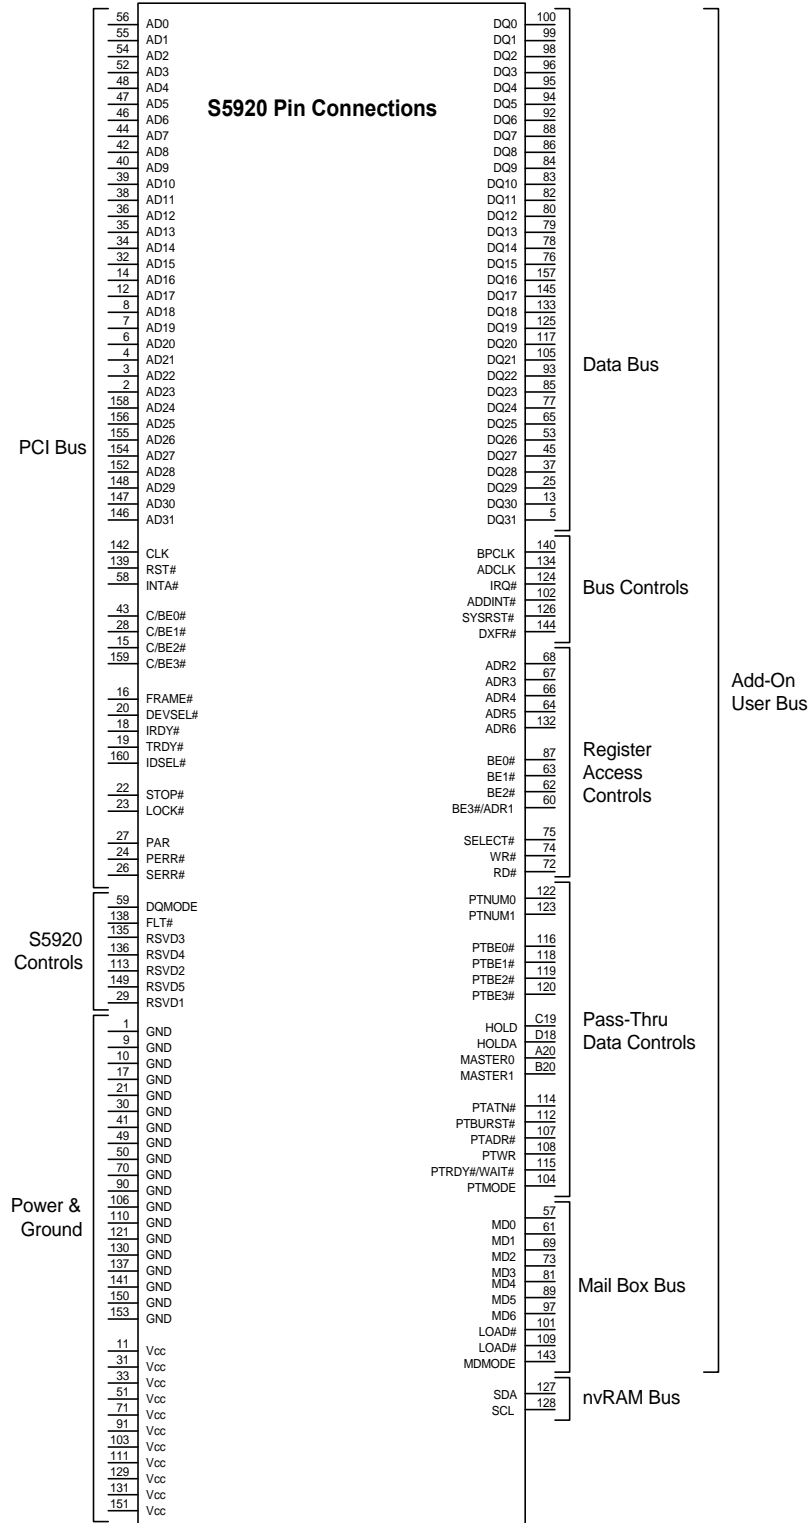 S5920 Pin Connections
PCI Bus
56 AD0
55 AD1
54 AD2
52 AD3
48 AD4
47 AD5
46 AD6
44 AD7
42 AD8
40 AD9
39 AD10
38 AD11
36 AD12
35 AD13
34 AD14
32 AD15
14 AD16
12 AD17
8 AD18
7 AD19
6 AD20
4 AD21
3 AD22
2 AD23
158 AD24
156 AD25
155 AD26
154 AD27
152 AD28
148 AD29
147 AD30
146 AD31
142 CLK
139 RST#
58 INTA#
43 C/BE0#
28 C/BE1#
15 C/BE2#
159 C/BE3#
16 FRAME#
20 DEVSEL#
18 IRDY#
19 TRDY#
160 IDSEL#
22 STOP#
23 LOCK#
27 PAR
24 PERR#
26 SERR#
S5920
Controls
59 DQMODE
138 FLT#
135 RSVD3
136 RSVD4
113 RSVD2
149 RSVD5
29 RSVD1
Power &
Ground
1 GND
9 GND
10 GND
17 GND
21 GND
30 GND
41 GND
49 GND
50 GND
70 GND
90 GND
106 GND
110 GND
121 GND
130 GND
137 GND
141 GND
150 GND
153 GND
11 Vcc
31 Vcc
33 Vcc
51 Vcc
71 Vcc
91 Vcc
103 Vcc
111 Vcc
129 Vcc
131 Vcc
151 Vcc
DQ0 100
DQ1 99
DQ2 98
DQ3 96
DQ4 95
DQ5 94
DQ6 92
DQ7 88
DQ8 86
DQ9 84
DQ10 83
DQ11 82
DQ12 80
DQ13 79
DQ14 78
DQ15 76
DQ16 157
DQ17 145
DQ18 133
DQ19 125
DQ20 117
DQ21 105
DQ22 93
DQ23 85
DQ24 77
DQ25 65
DQ26 53
DQ27 45
DQ28 37
DQ29 25
DQ30 13
DQ31 5
Data Bus
BPCLK 140
ADCLK 134
IRQ# 124
ADDINT# 102
SYSRST# 126
DXFR# 144
Bus Controls
ADR2 68
ADR3 67
ADR4 66
ADR5 64
ADR6 132
BE0# 87
BE1# 63
BE2# 62
BE3#/ADR1 60
SELECT# 75
WR# 74
RD# 72
Register
Access
Controls
PTNUM0 122
PTNUM1 123
PTBE0# 116
PTBE1# 118
PTBE2# 119
PTBE3# 120
HOLD C19
HOLDA D18
MASTER0 A20
MASTER1 B20
PTATN# 114
PTBURST# 112
PTADR# 107
PTWR 108
PTRDY#/WAIT# 115
PTMODE 104
Pass-Thru
Data Controls
MD0 57
MD1 61
MD2 69
MD3 73
MD4 81
MD5 89
MD6 97
LOAD# 101
LOAD# 109
MDMODE 143
Mail Box Bus
Add-On
User Bus
SDA 127
SCL 128
nvRAM Bus